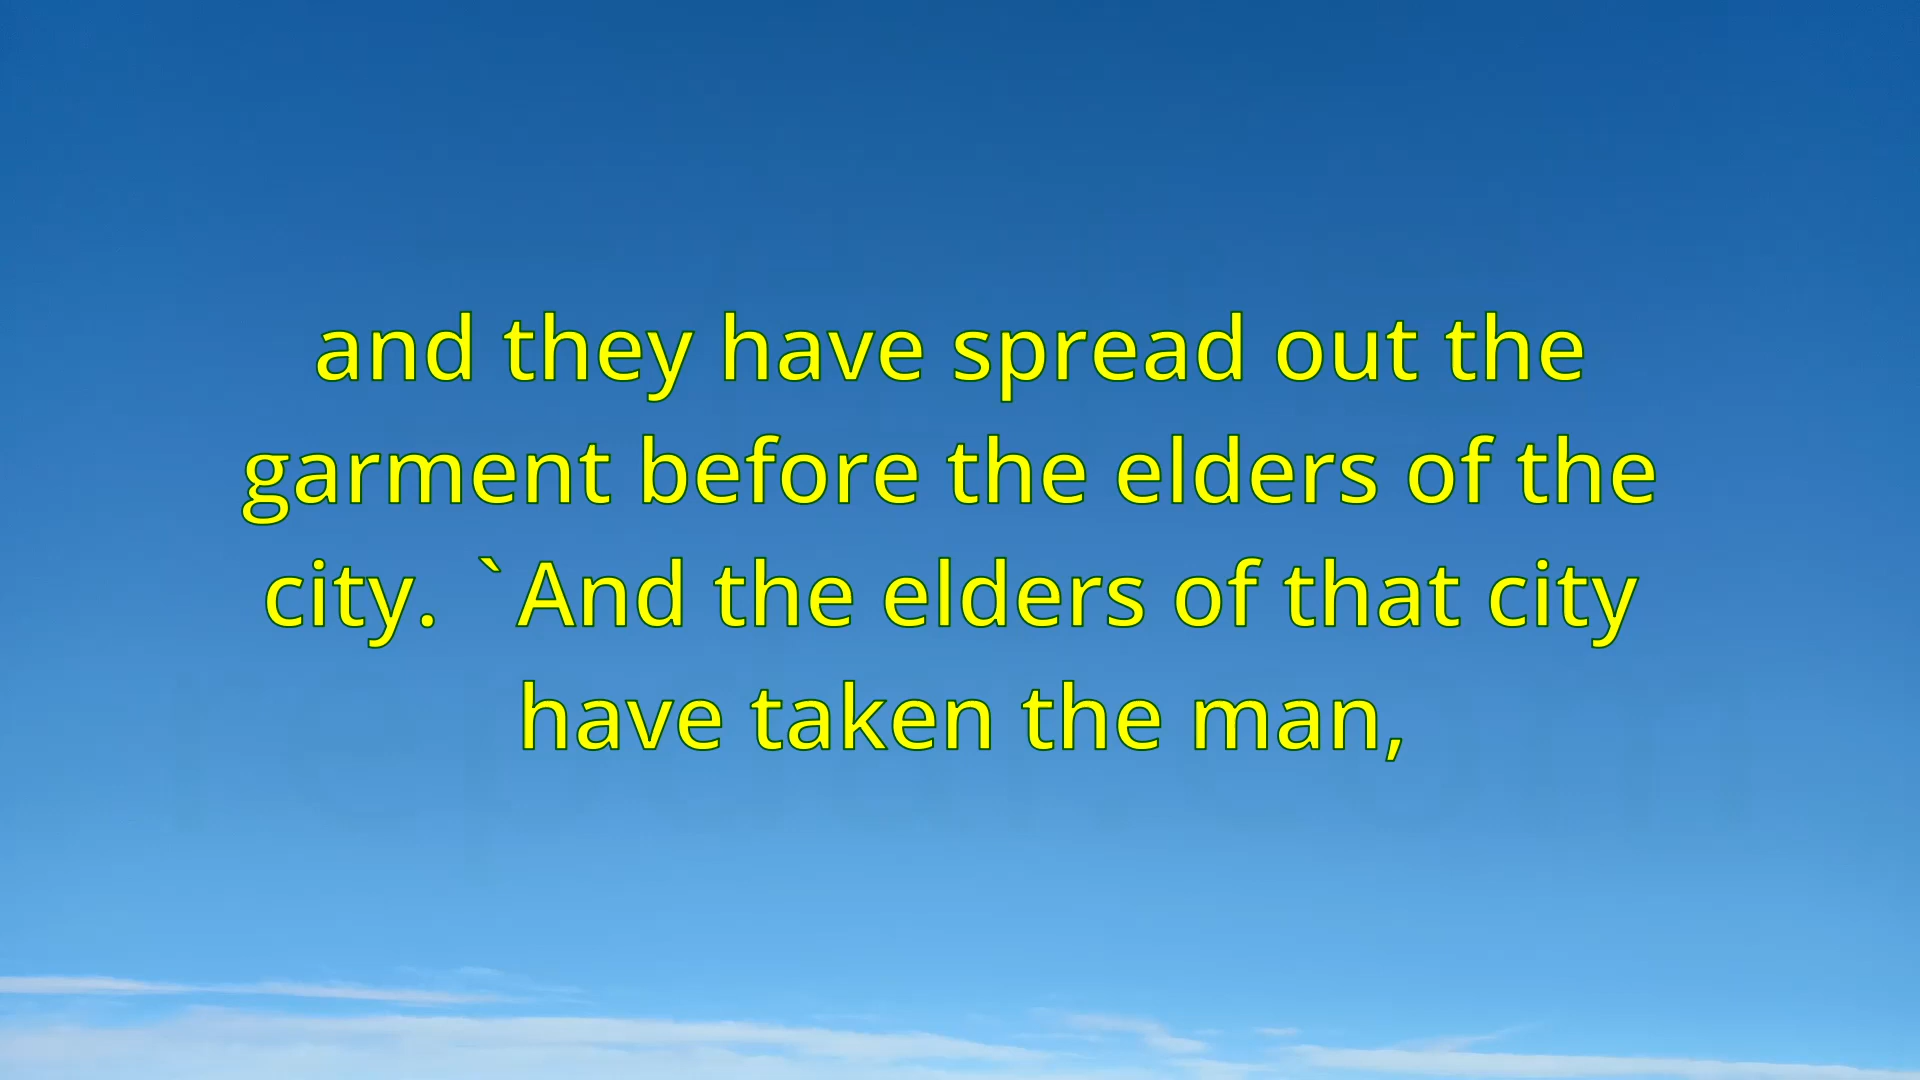 and they have spread out the
garment before the elders of the
city.  `And the elders of that city
have taken the man,